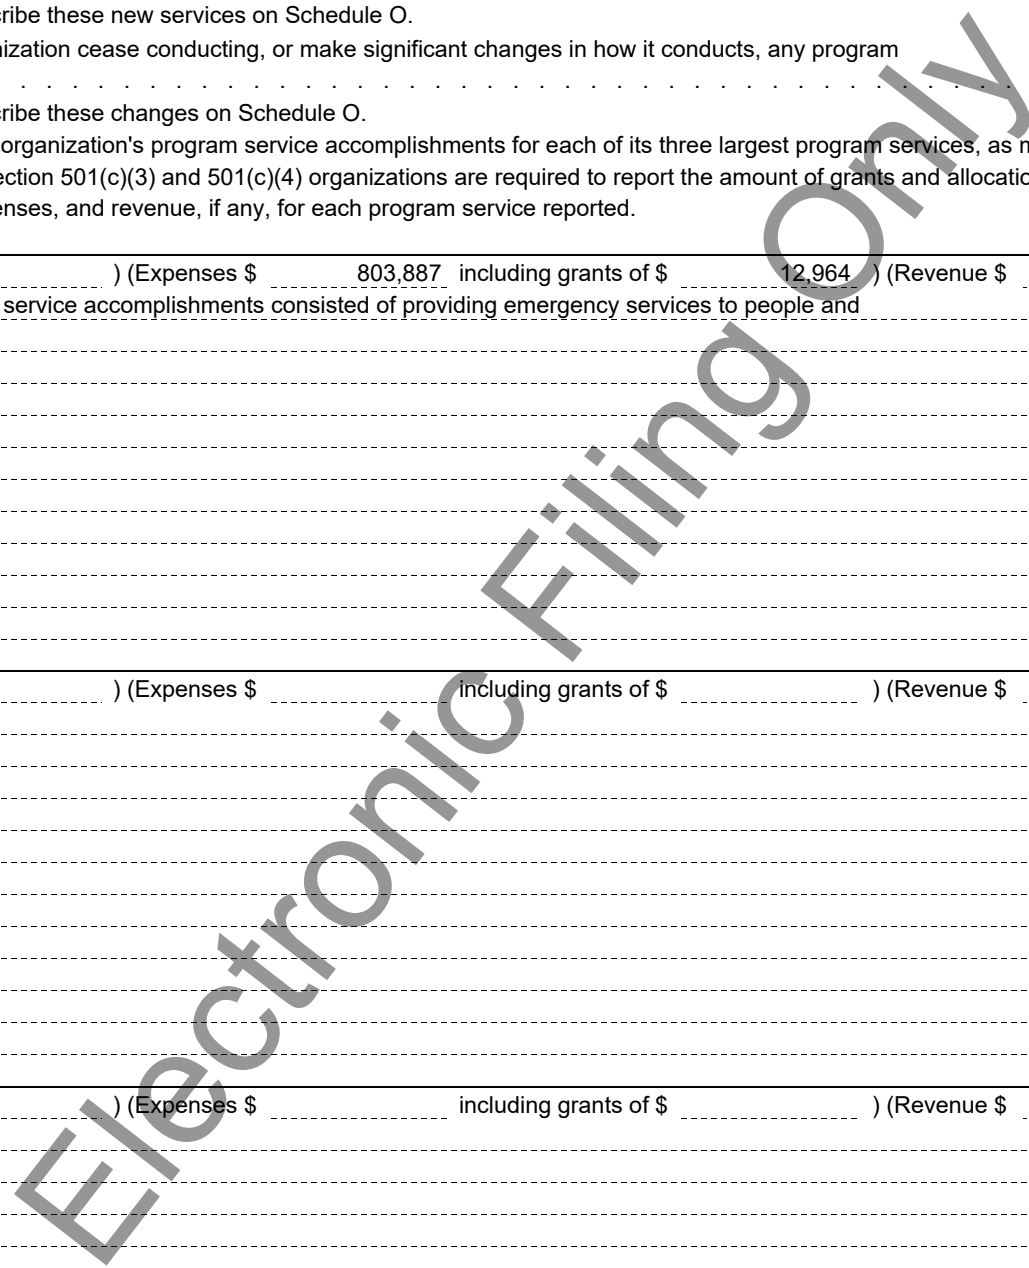 cribe these new services on Schedule O.
nization cease conducting, or make significant changes in how it conducts, any program
. . . . . . . . . . . . . . . . . . . . . . . . . . . . . . . . . . . . . . .
cribe these changes on Schedule O.
organization's program service accomplishments for each of its three largest program services, as m
ection 501(c)(3) and 501(c)(4) organizations are required to report the amount of grants and allocatio
enses, and revenue, if any, for each program service reported.
) (Expenses $ 803,887 including grants of $ 12,964 ) (Revenue $
service accomplishments consisted of providing emergency services to people and
) (Expenses $ including grants of $ ) (Revenue $
) (Expenses $ including grants of $ ) (Revenue $
Electronic Filing Only